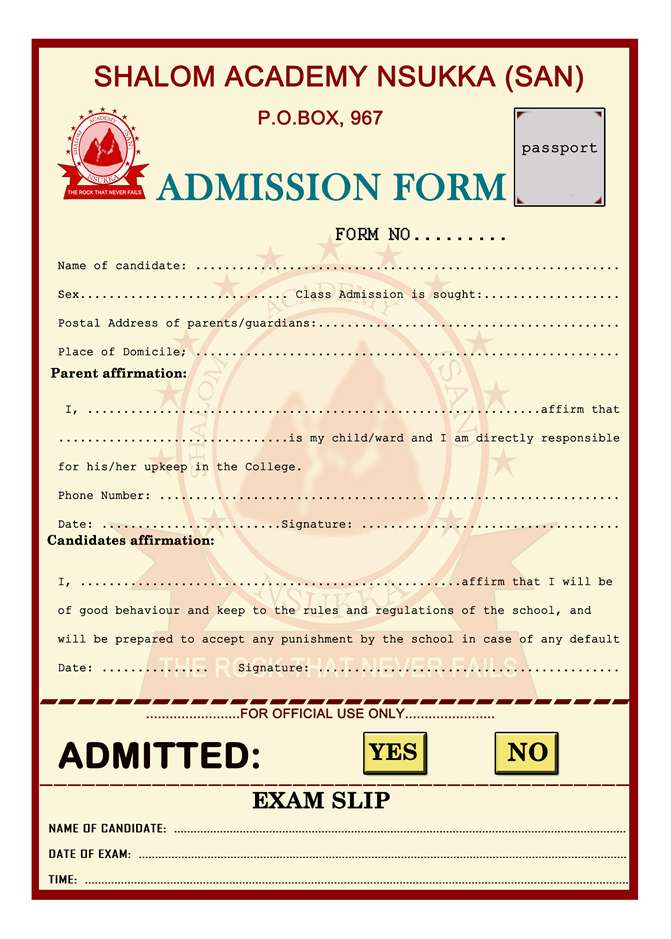 SHALOM ACADEMY NSUKKA (SAN)
P.O.BOX, 967
SHALOM ACADEMY (SAN)
NSUKKA
THE ROCK THAT NEVER FAILS
passport
ADMISSION FORM
FORM NO.........
Name of candidate: ...........................................................
Sex............................. Class Admission is sought:...................
Postal Address of parents/guardians:..........................................
Place of Domicile; ...........................................................
Parent affirmation:
I, ...............................................................affirm that
................................is my child/ward and I am directly responsible
for his/her upkeep in the College.
Phone Number: ................................................................
Date: .........................Signature: ....................................
Candidates affirmation:
I, .....................................................affirm that I will be
of good behaviour and keep to the rules and regulations of the school, and
will be prepared to accept any punishment by the school in case of any default
Date: ............... Signature: ..........................................
SHALOM ACADEMY (SAN)
NSUKKA
THE ROCK THAT NEVER FAILS
........................FOR OFFICIAL USE ONLY.......................
ADMITTED: YES NO
EXAM SLIP
NAME OF CANDIDATE: ......................................................
DATE OF EXAM: ......................................................
TIME: ......................................................